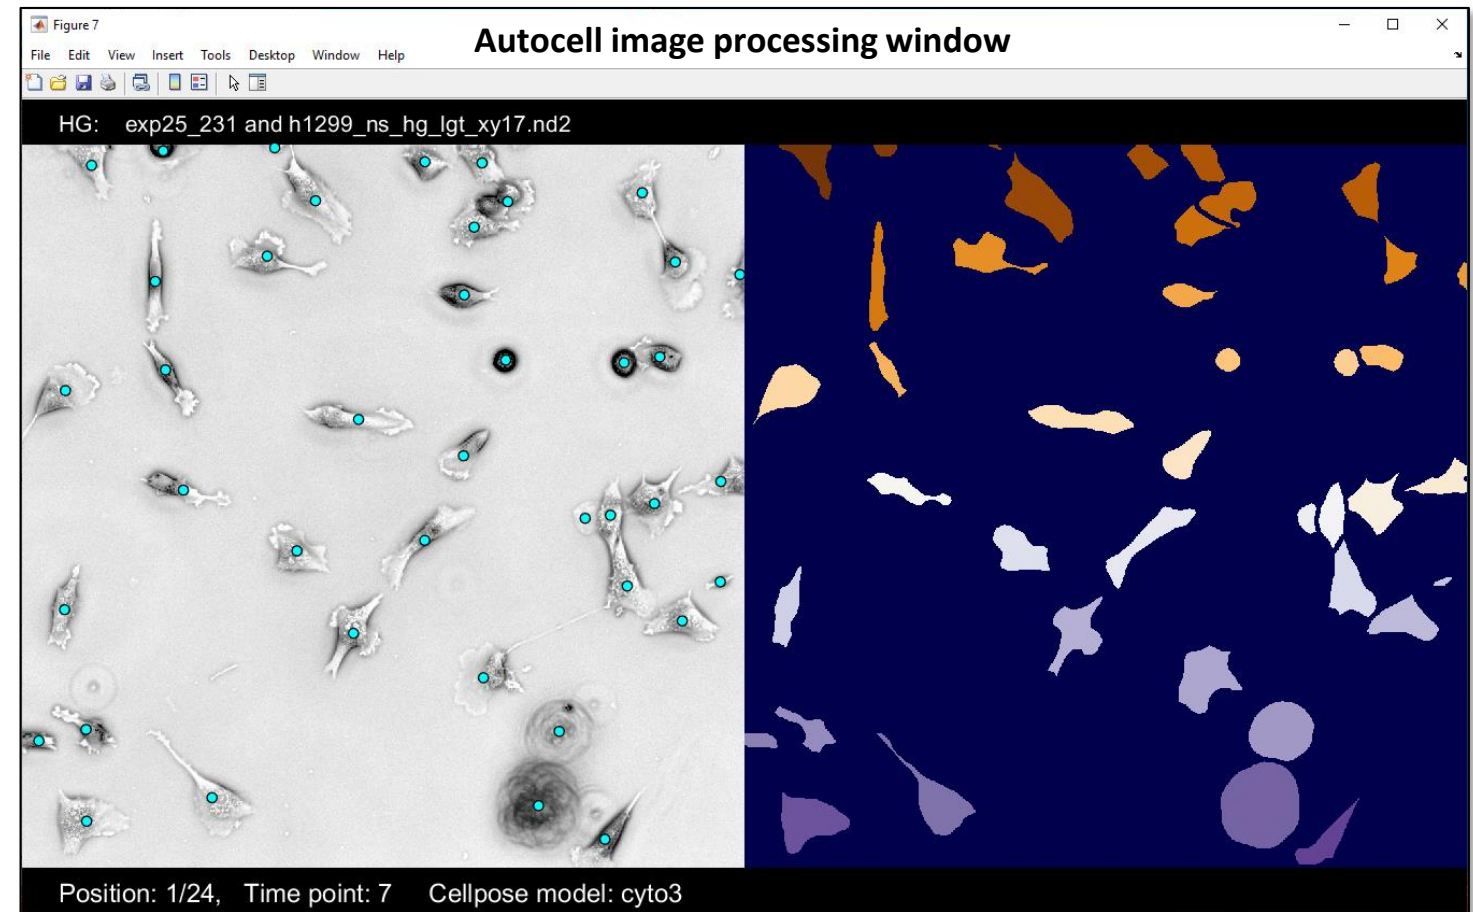 Figure 7
Autocell image processing window
File Edit View Insert Tools Desktop Window Help
HG: exp25_231 and h1299_ns_hg_lgt_xy17.nd2
Position: 1/24, Time point: 7 Cellpose model: cyto3